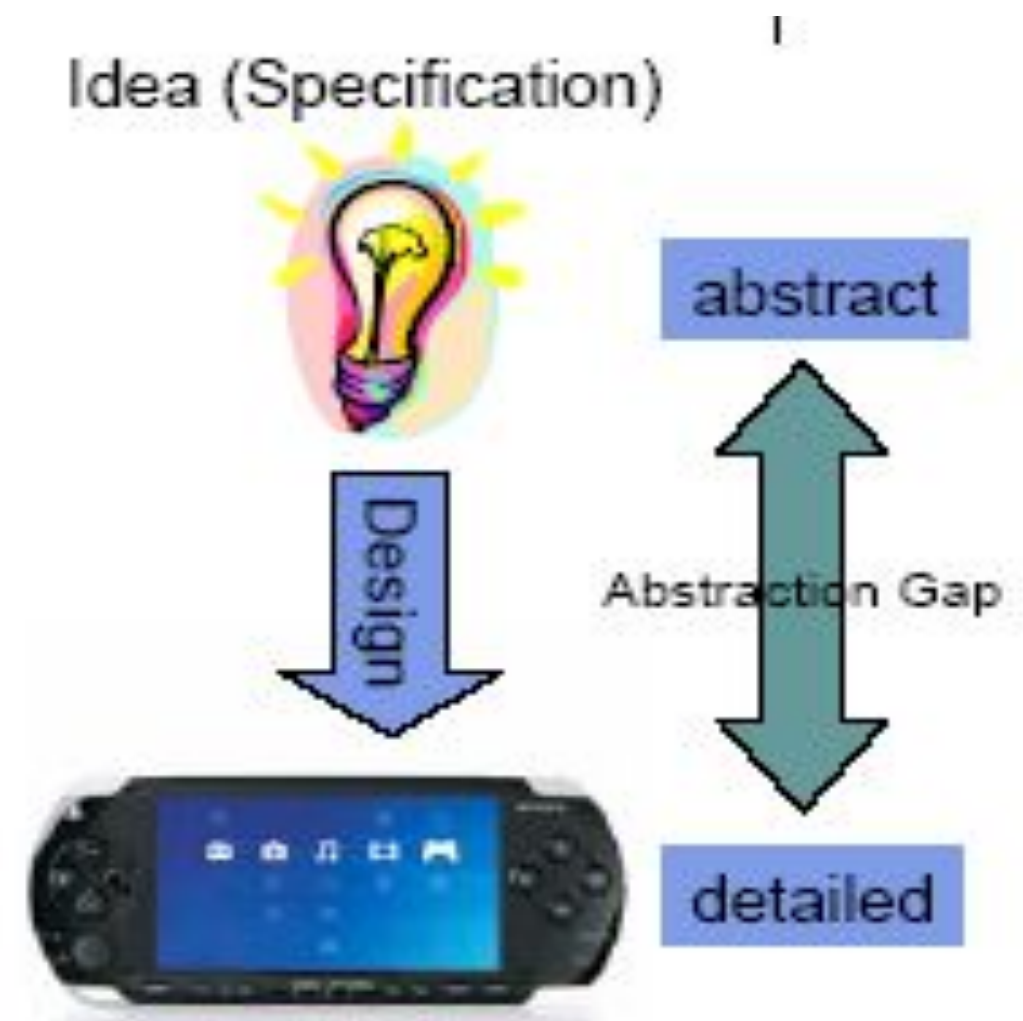 Idea (Specification)
abstract
Design
Abstraction Gap
detailed